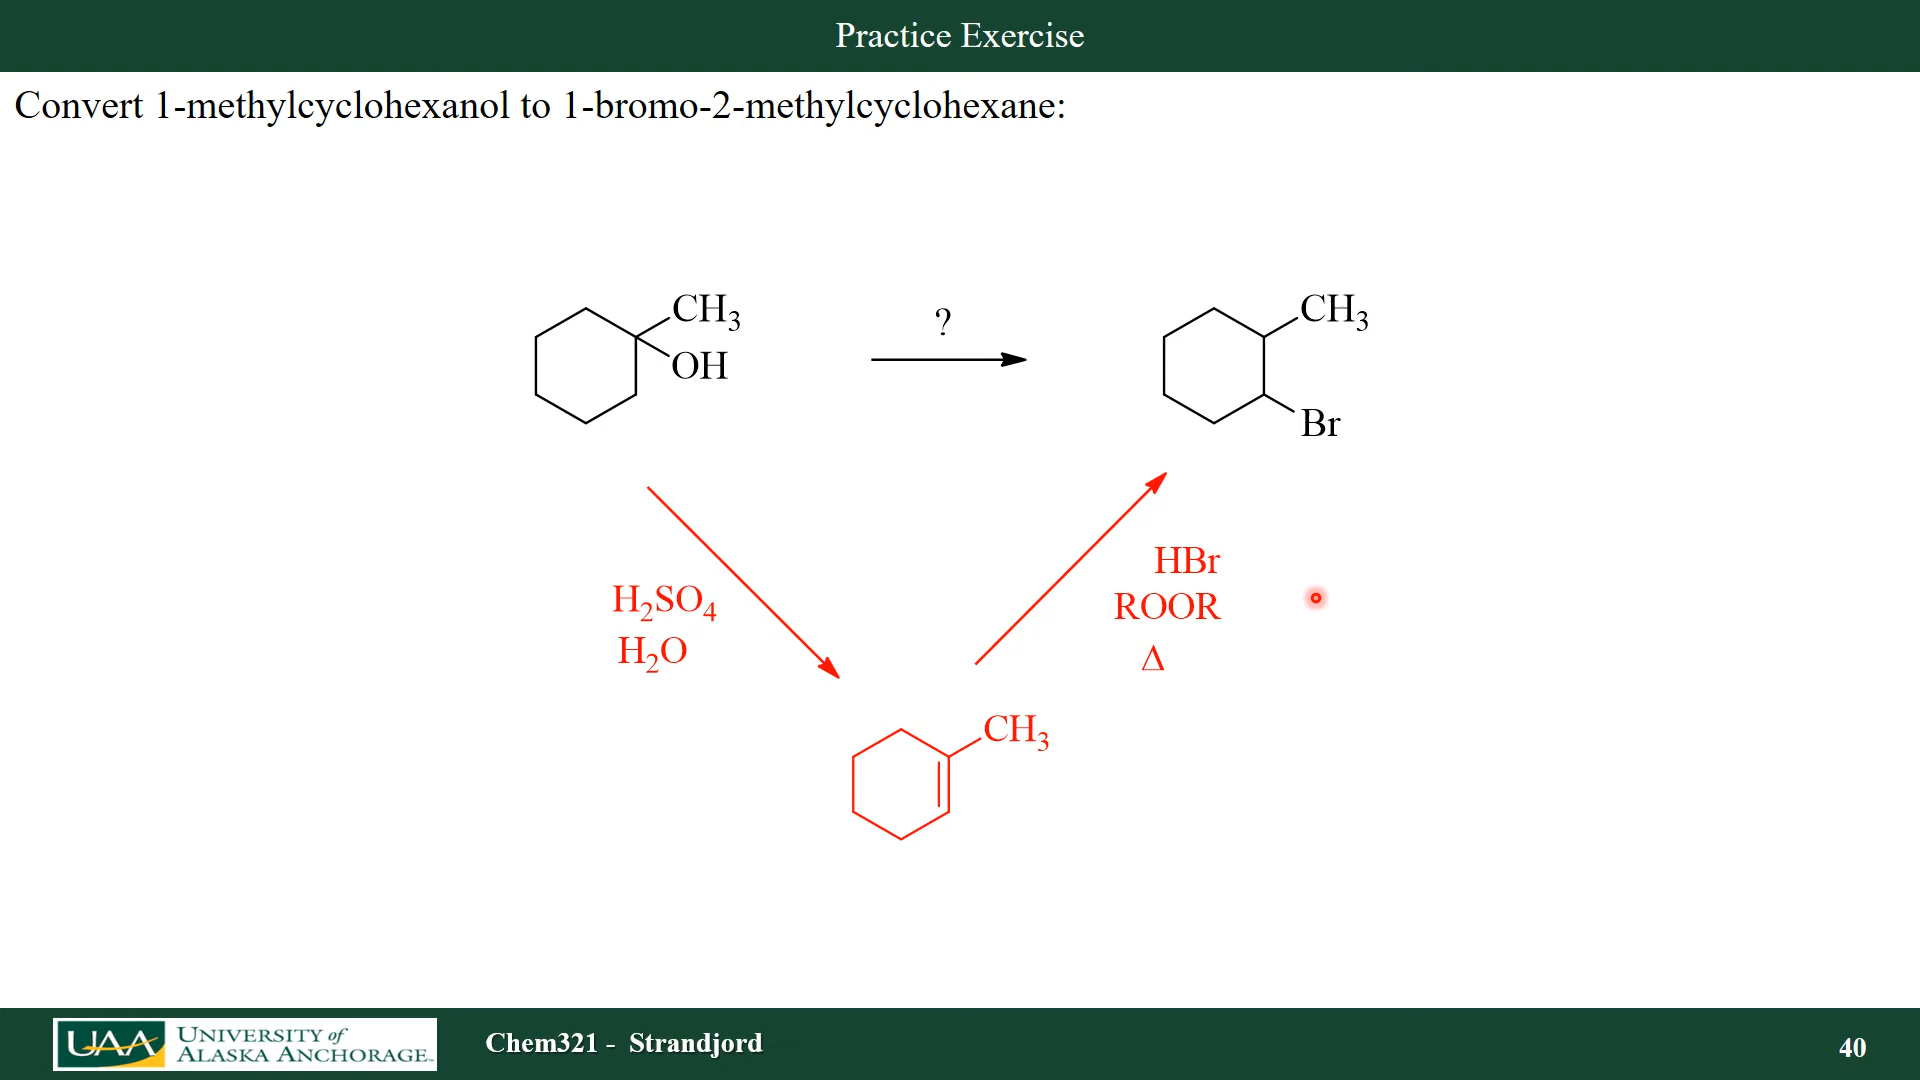 Practice Exercise
Convert 1-methylcyclohexanol to 1-bromo-2-methylcyclohexane:
CH₃
OH
?
CH₃
Br
H₂SO₄
H₂O
HBr
ROOR
Δ
CH₃
UAA
UNIVERSITY of
ALASKA ANCHORAGE
Chem321 - Strandjord
40